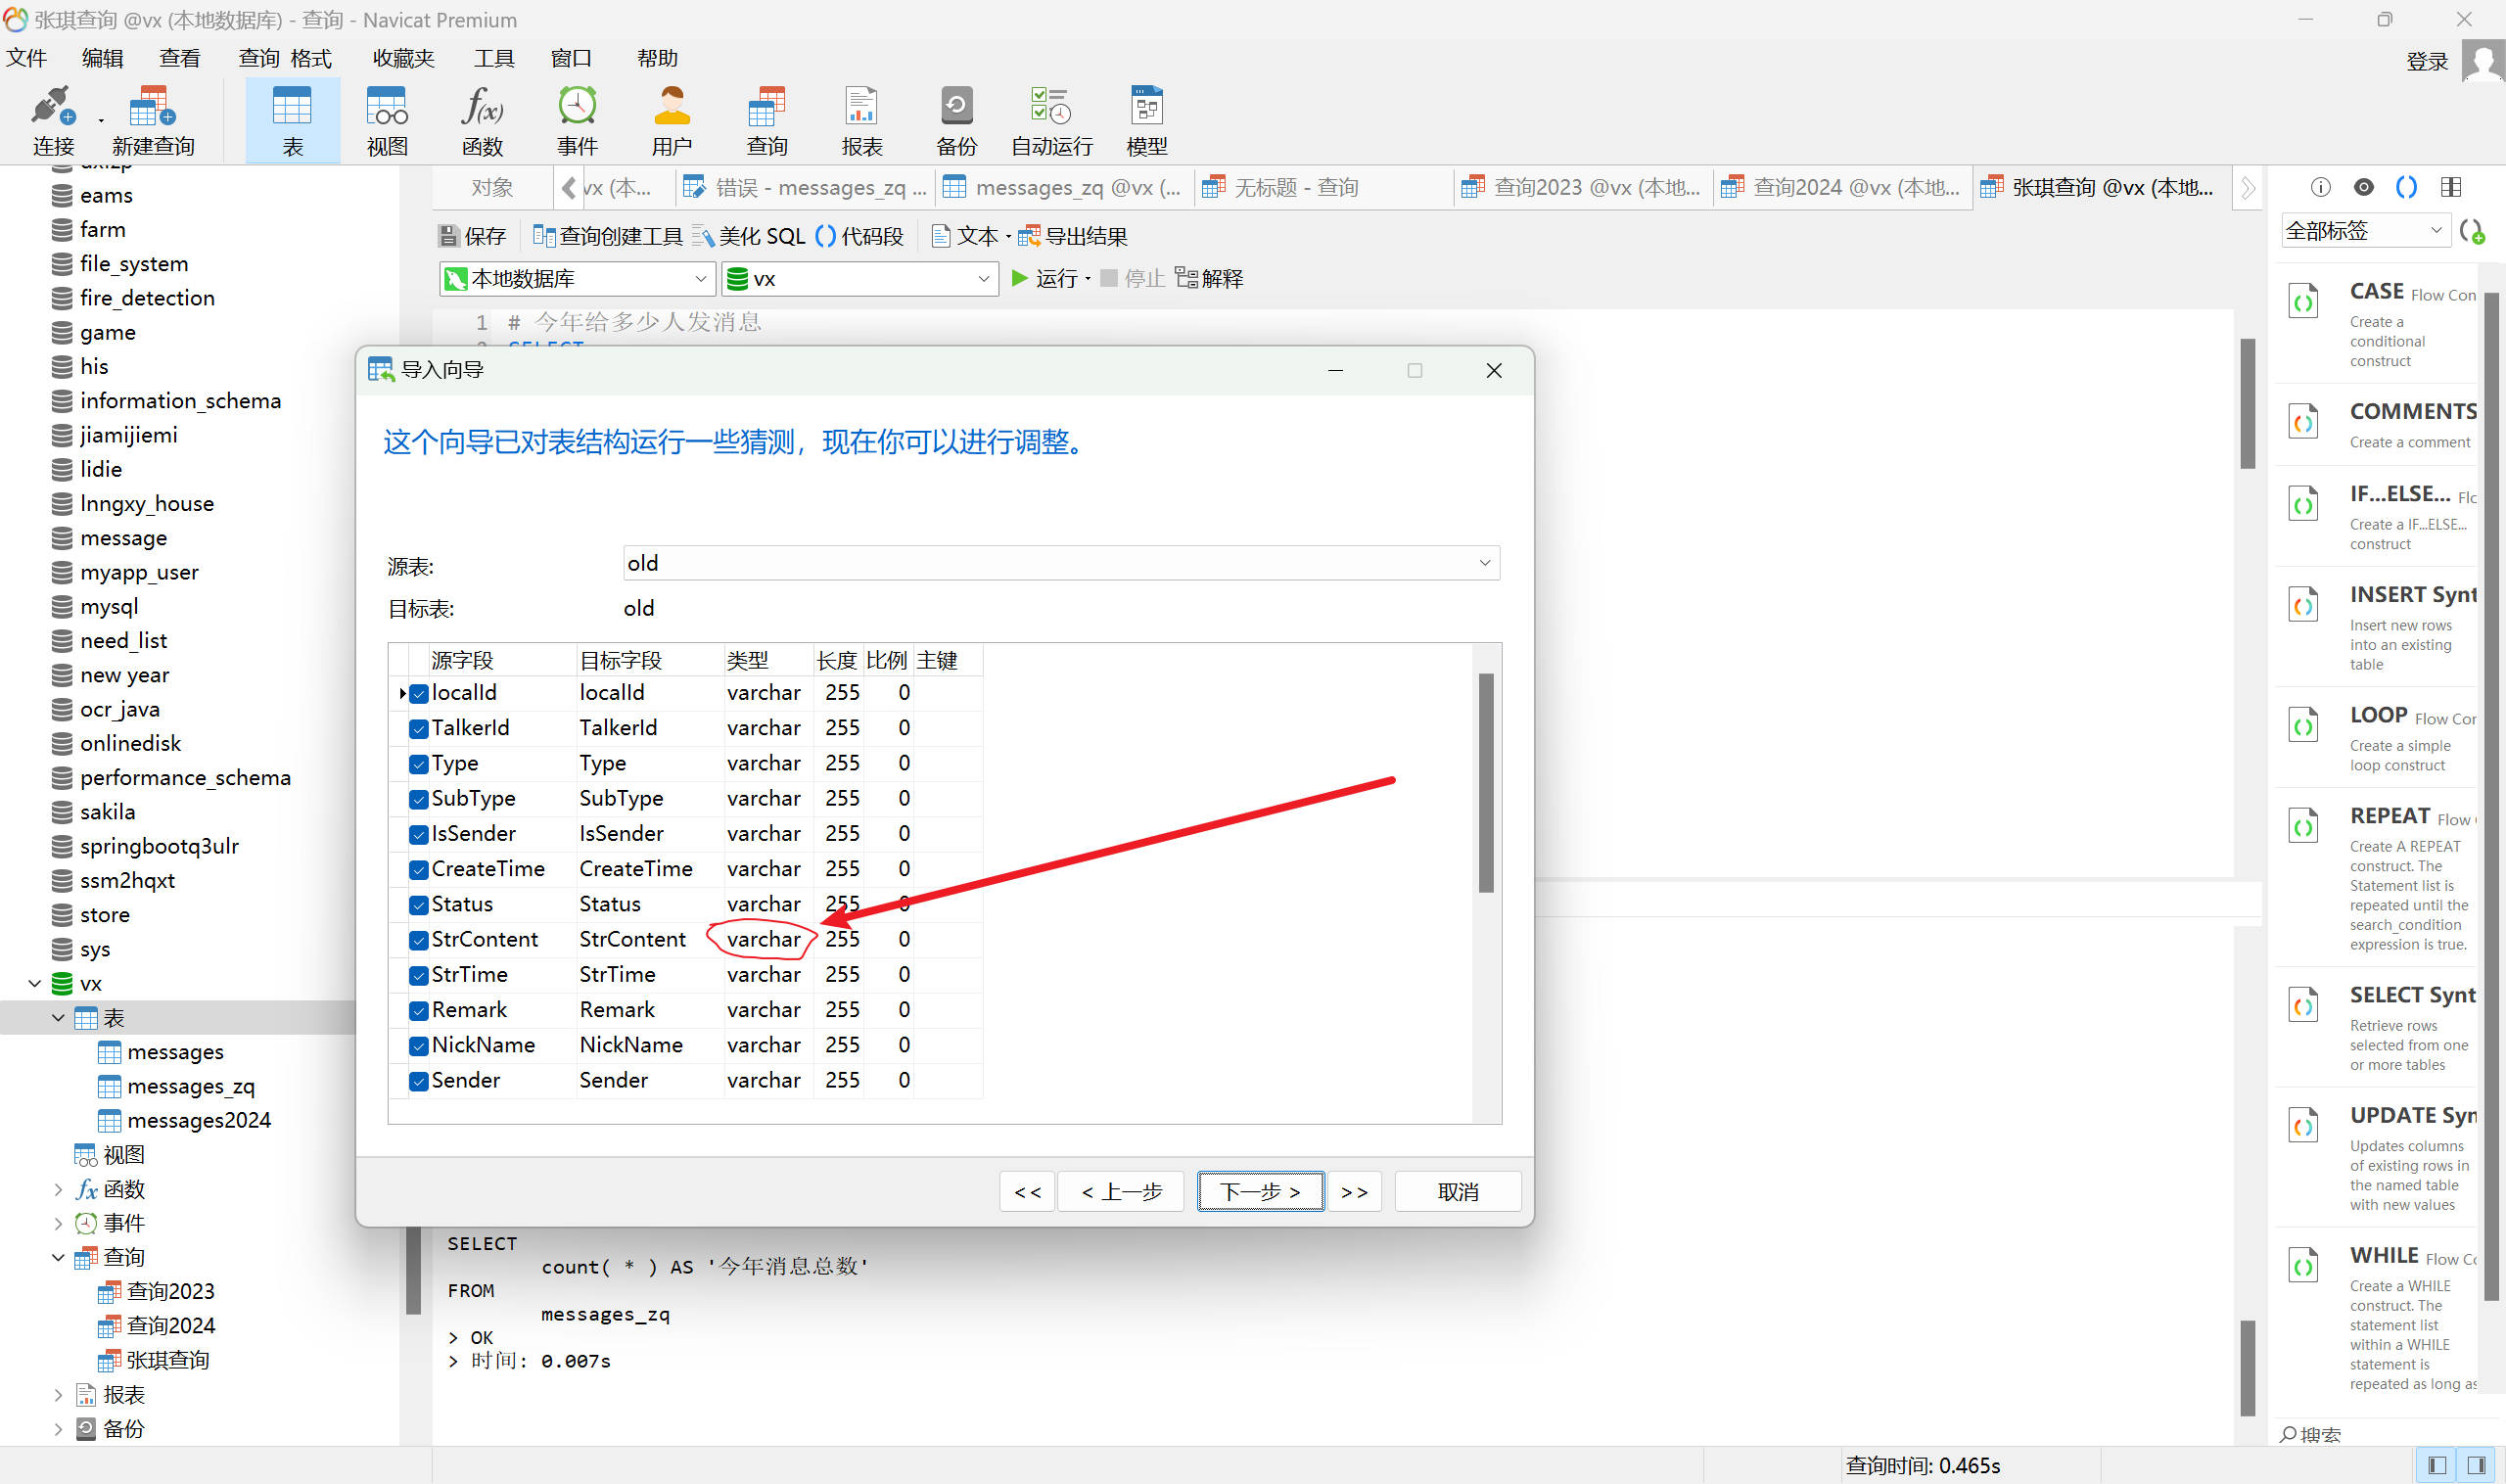 张琪查询 @vx (本地数据库) - 查询 - Navicat Premium
文件 编辑 查看 查询 格式 收藏夹 工具 窗口 帮助
登录
连接 新建查询 表 视图 函数 事件 用户 查询 报表 备份 自动运行 模型
eams
farm
file_system
fire_detection
game
his
information_schema
jiamijiemi
lidie
lnngxy_house
message
myapp_user
mysql
need_list
new year
ocr_java
onlinedisk
performance_schema
sakila
springbootq3ulr
ssm2hqxt
store
sys
vx
表
messages
messages_zq
messages2024
视图
函数
事件
查询
查询2023
查询2024
张琪查询
报表
备份
对象 vx (本... 错误 - messages_zq ... messages_zq @vx (... 无标题 - 查询 查询2023 @vx (本地... 查询2024 @vx (本地... 张琪查询 @vx (本地...
保存 查询创建工具 美化 SQL 代码段 文本 导出结果
本地数据库 vx 运行 停止 解释
1 # 今年给多少人发消息
导入向导
这个向导已对表结构运行一些猜测，现在你可以进行调整。
源表: old
目标表: old
源字段 目标字段 类型 长度 比例 主键
localId localId varchar 255 0
TalkerId TalkerId varchar 255 0
Type Type varchar 255 0
SubType SubType varchar 255 0
IsSender IsSender varchar 255 0
CreateTime CreateTime varchar 255 0
Status Status varchar 255 0
StrContent StrContent varchar 255 0
StrTime StrTime varchar 255 0
Remark Remark varchar 255 0
NickName NickName varchar 255 0
Sender Sender varchar 255 0
<< < 上一步 下一步 > >> 取消
SELECT
count( * ) AS '今年消息总数'
FROM
messages_zq
> OK
> 时间: 0.007s
全部标签
CASE Flow Con
Create a
conditional
construct
COMMENTS
Create a comment
IF...ELSE... Flo
Create a IF...ELSE...
construct
INSERT Synt
Insert new rows
into an existing
table
LOOP Flow Cor
Create a simple
loop construct
REPEAT Flow
Create A REPEAT
construct. The
Statement list is
repeated until the
search_condition
expression is true.
SELECT Synt
Retrieve rows
selected from one
or more tables
UPDATE Syn
Updates columns
of existing rows in
the named table
with new values
WHILE Flow Co
Create a WHILE
construct. The
statement list
within a WHILE
statement is
repeated as long as
搜索
查询时间: 0.465s